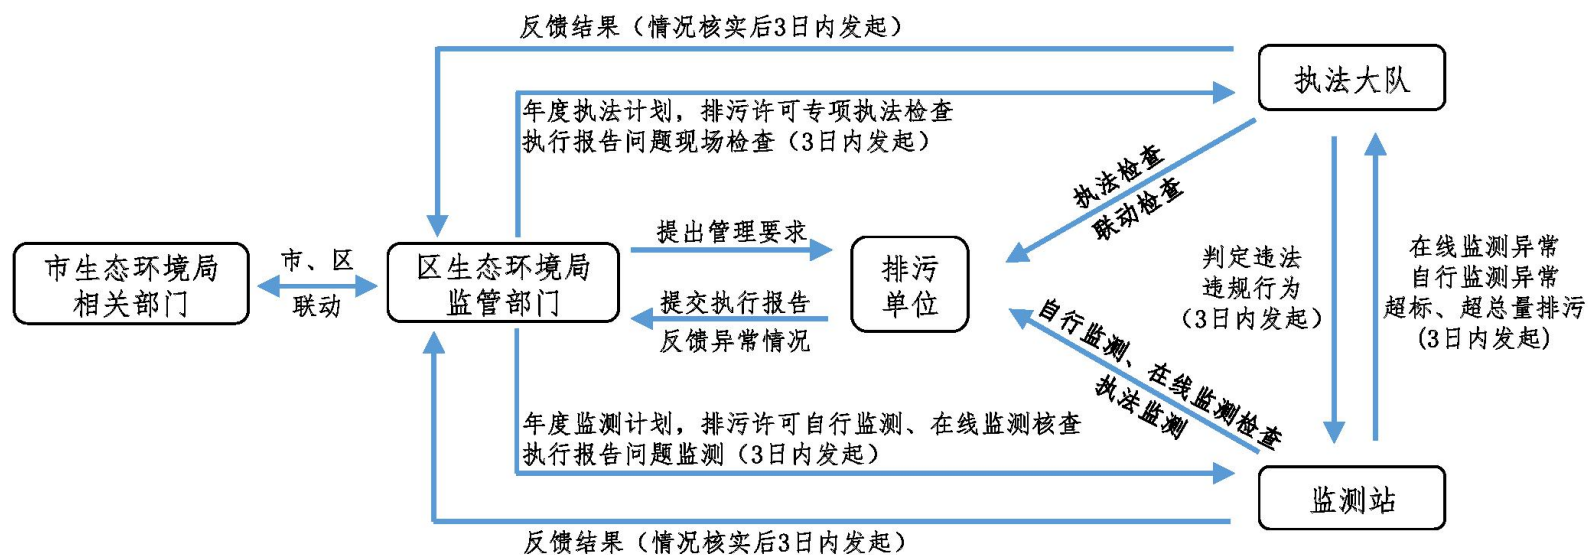 反馈结果（情况核实后3日内发起）
执法大队
年度执法计划，排污许可专项执法检查
执行报告问题现场检查（3日内发起）
执法检查
联动检查
市生态环境局
相关部门
市、区
联动
区生态环境局
监管部门
提出管理要求
提交执行报告
反馈异常情况
排污
单位
判定违法
违规行为
（3日内发起）
在线监测异常
自行监测异常
超标、超总量排污
(3日内发起)
自行监测、在线监测检查
执法监测
年度监测计划，排污许可自行监测、在线监测核查
执行报告问题监测（3日内发起）
监测站
反馈结果（情况核实后3日内发起）